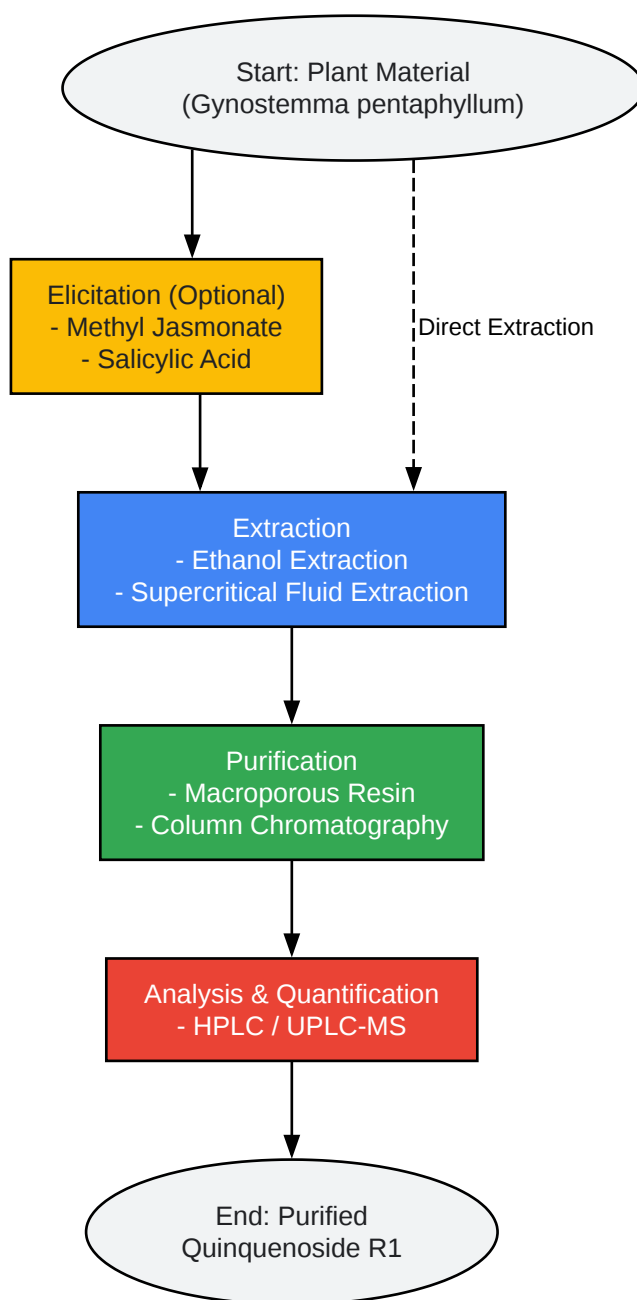 Start: Plant Material
(Gynostemma pentaphyllum)
Elicitation (Optional)
- Methyl Jasmonate
- Salicylic Acid
Direct Extraction
Extraction
- Ethanol Extraction
- Supercritical Fluid Extraction
Purification
- Macroporous Resin
- Column Chromatography
Analysis & Quantification
- HPLC / UPLC-MS
End: Purified
Quinquenoside R1